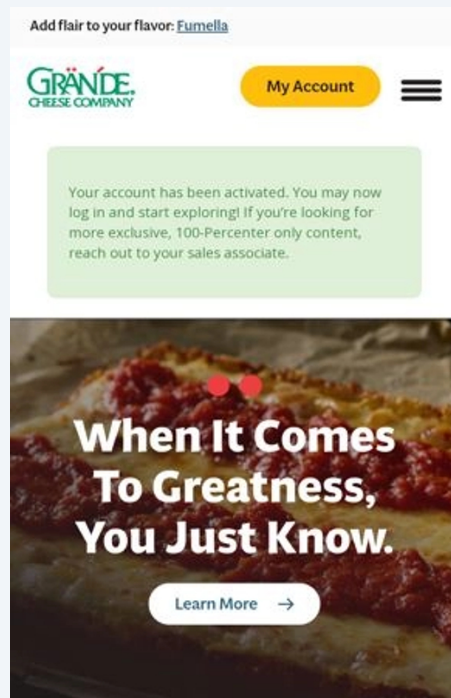 Add flair to your flavor: Fumella
GRANDE.
CHEESE COMPANY
My Account
Your account has been activated. You may now
log in and start exploring! If you're looking for
more exclusive, 100-Percenter only content,
reach out to your sales associate.
When It Comes
To Greatness,
You Just Know.
Learn More →